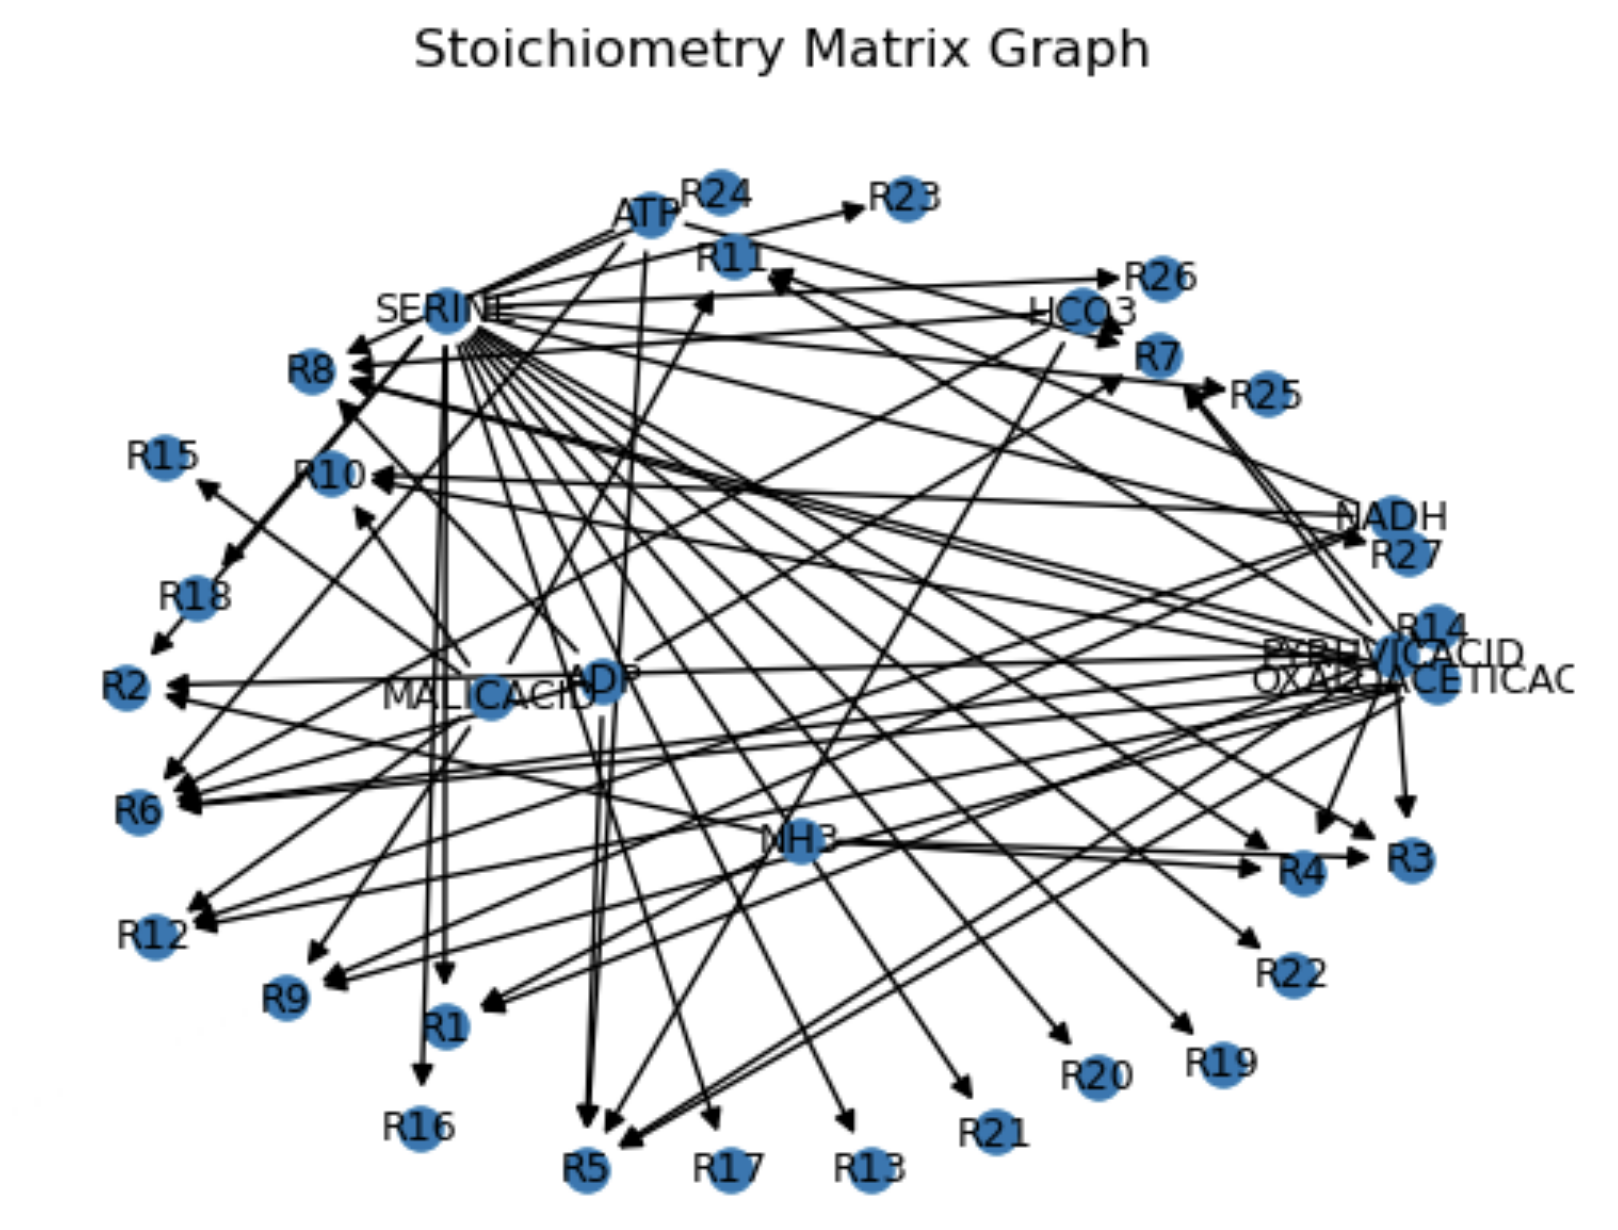 Stoichiometry Matrix Graph
R24
R23
ATP
R11
R26
SERINE
HCO3
R7
R8
R25
R15
R10
NADH
R27
R18
R14
PYRUVICACID
OXALOACETICAC
R2
MALICACID
ADP
R6
NH3
R4
R3
R12
R22
R9
R1
R20
R19
R16
R21
R5
R17
R13